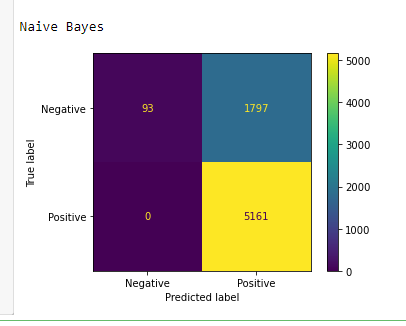 Naive Bayes
Negative 93 1797
Positive 0 5161
Negative Positive
Predicted label
True label
5000
4000
3000
2000
1000
0